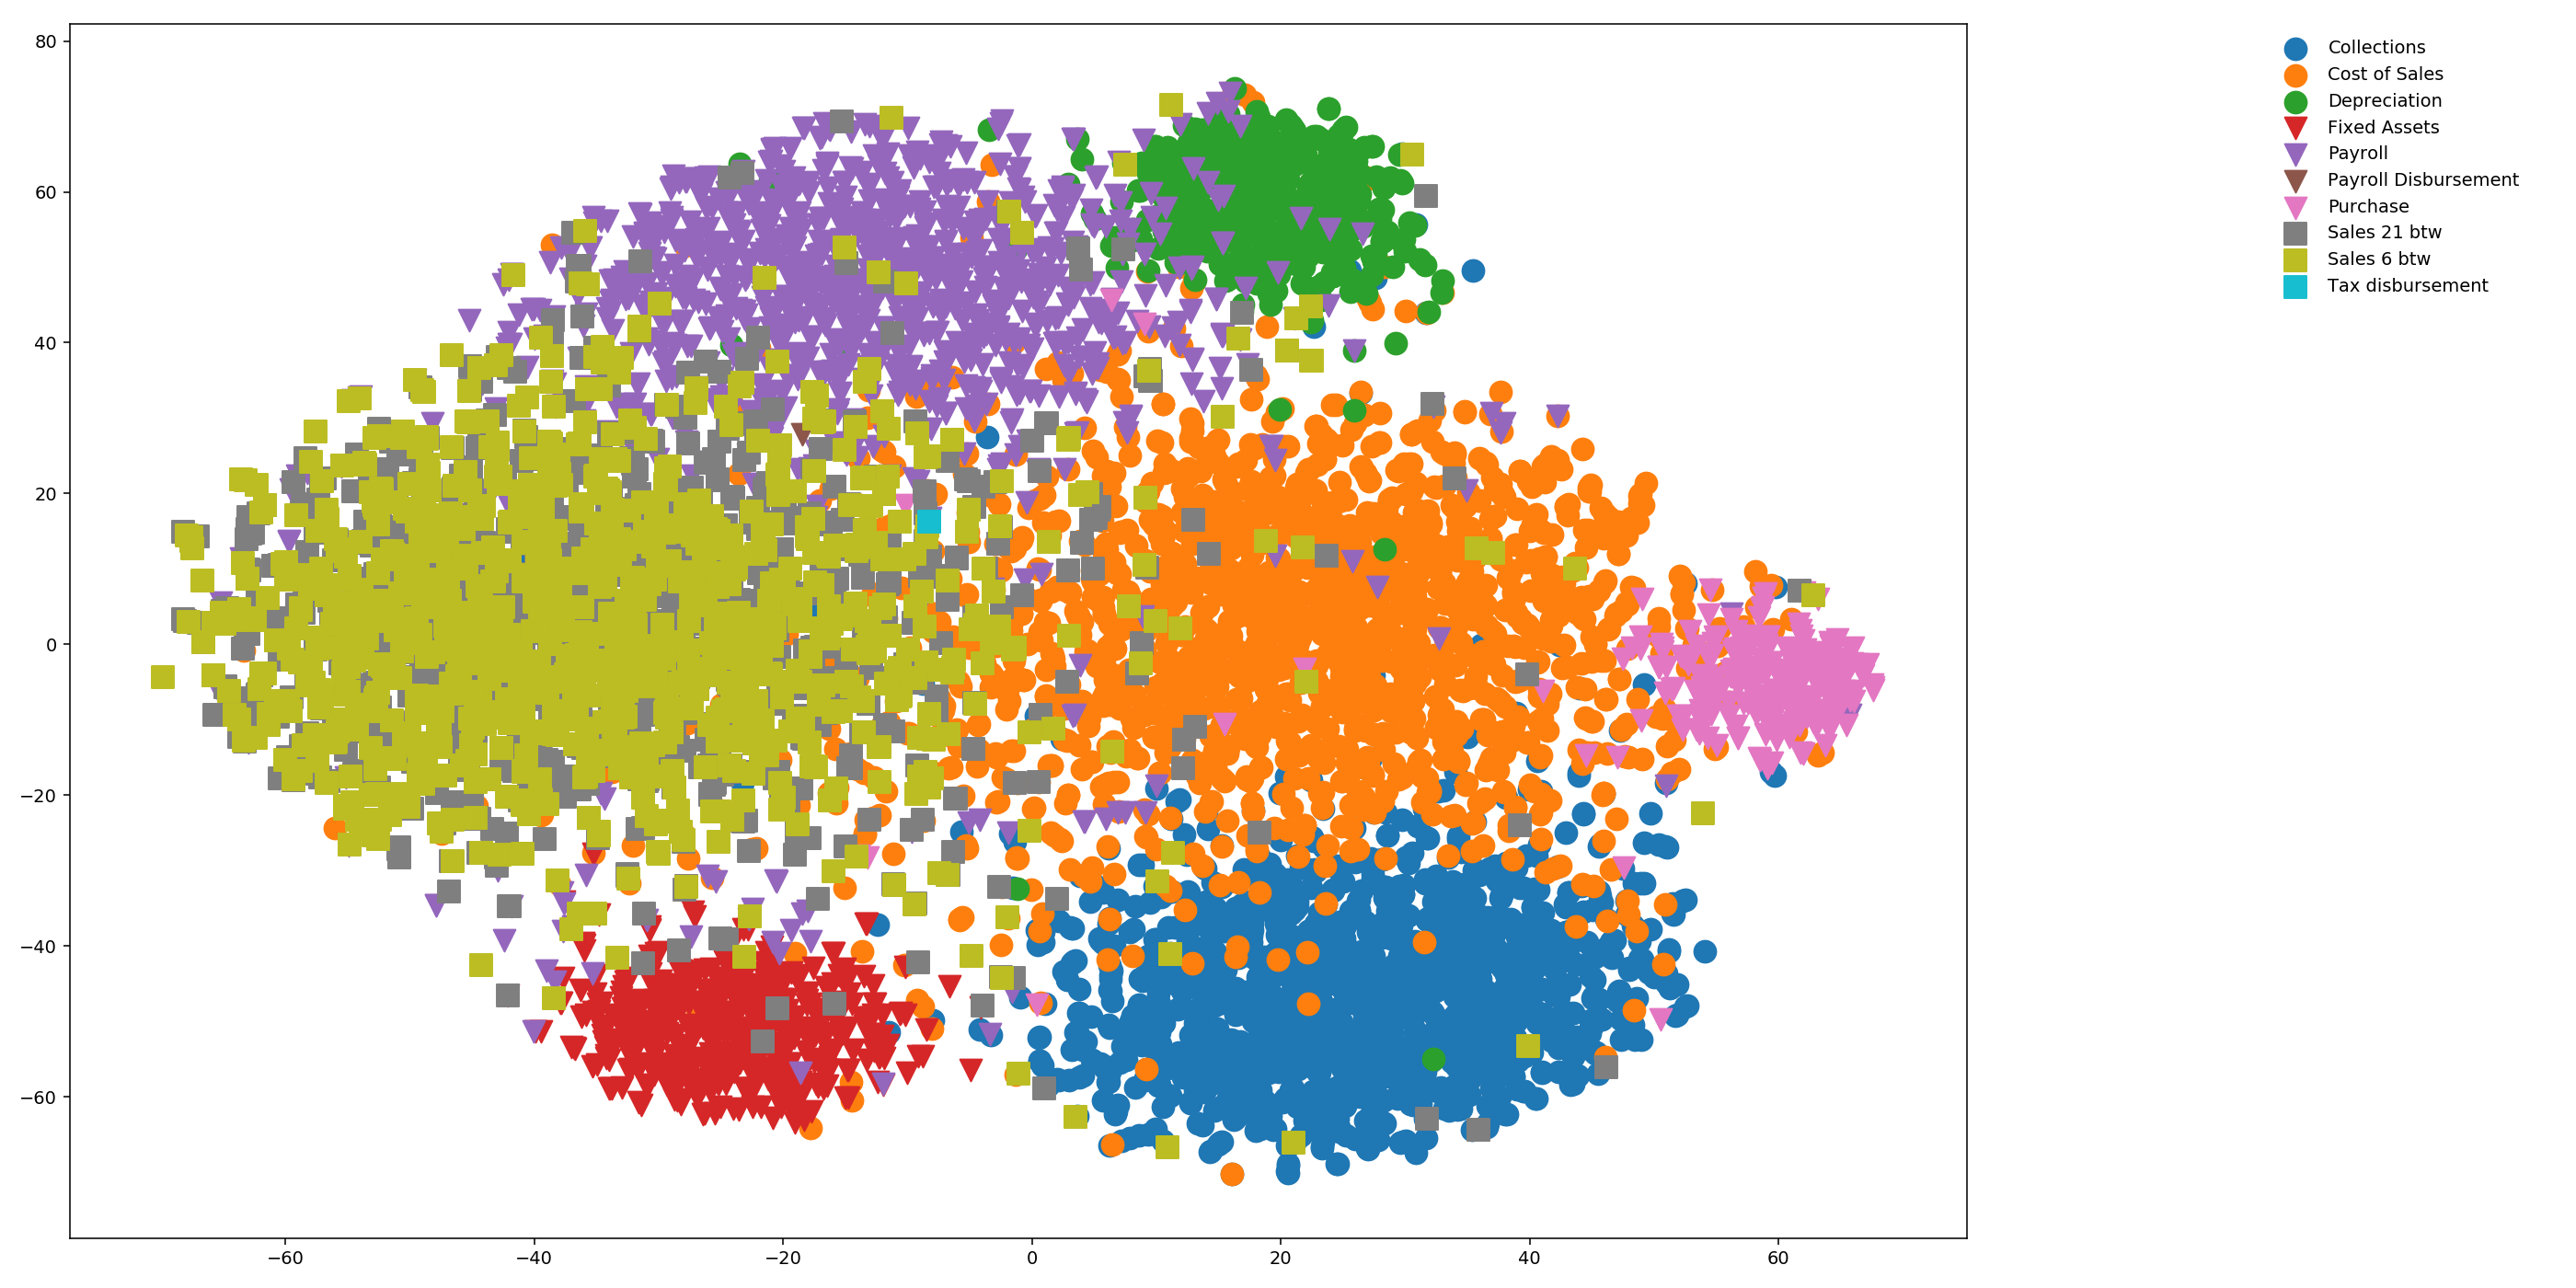 80
60
40
20
0
−20
−40
−60
−60 −40 −20 0 20 40 60
Collections
Cost of Sales
Depreciation
Fixed Assets
Payroll
Payroll Disbursement
Purchase
Sales 21 btw
Sales 6 btw
Tax disbursement